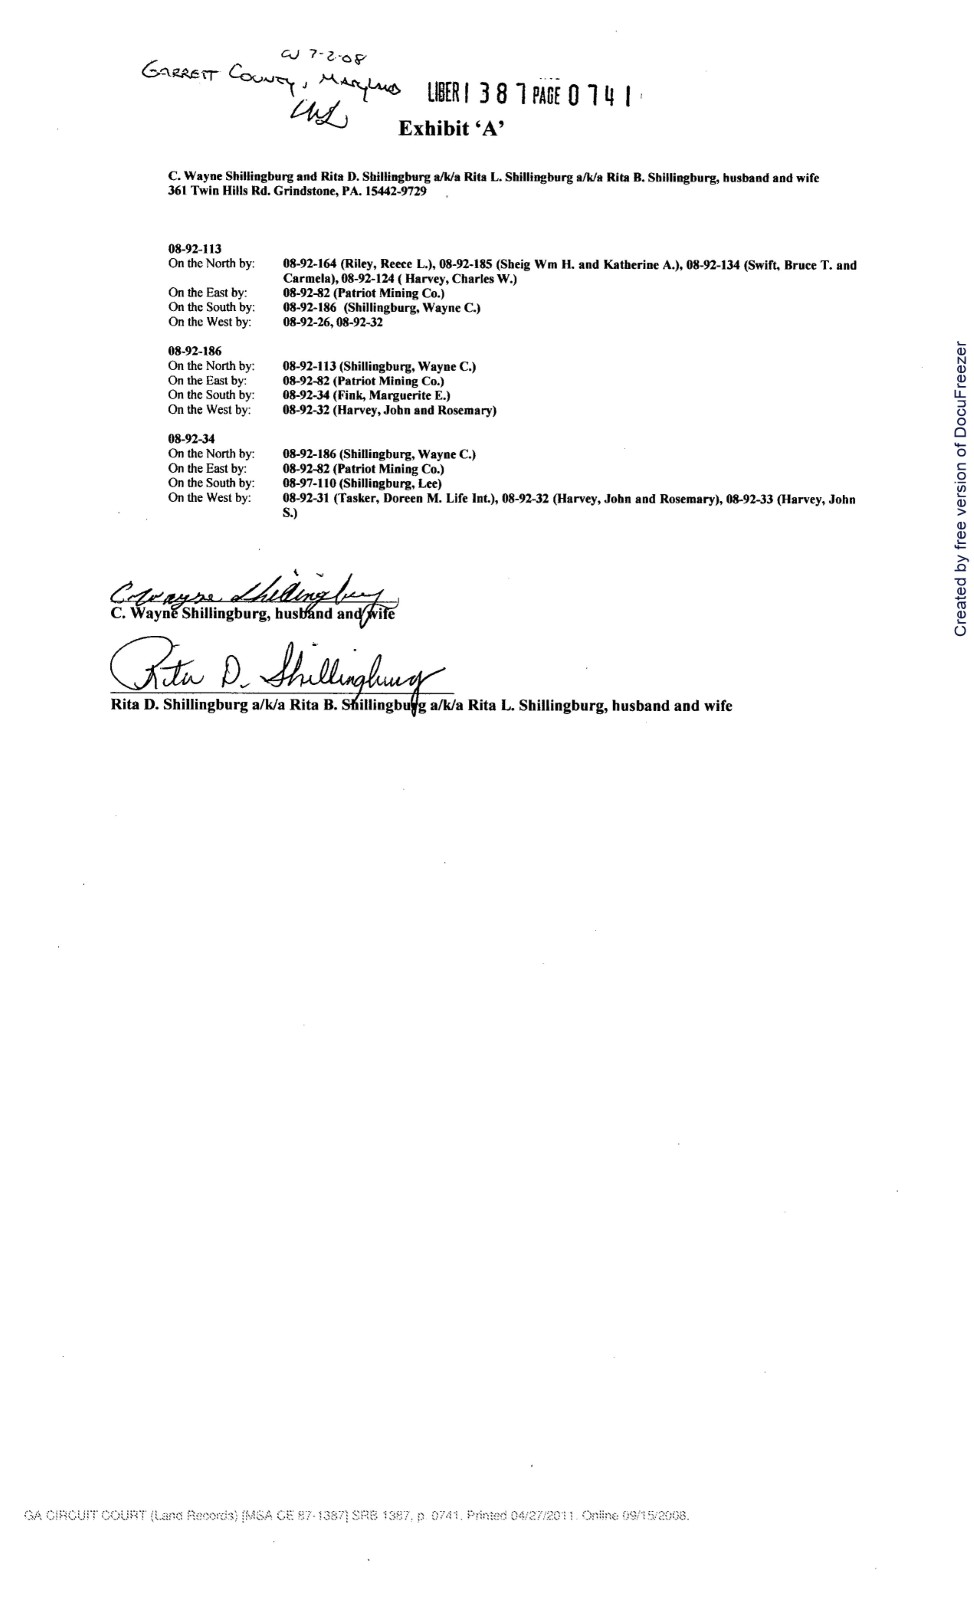 CW 7-2-08
GARRETT COUNTY, MARYLAND
LIBER 1 3 8 7 PAGE 0 7 4 1
Exhibit ‘A’
C. Wayne Shillingburg and Rita D. Shillingburg a/k/a Rita L. Shillingburg a/k/a Rita B. Shillingburg, husband and wife
361 Twin Hills Rd. Grindstone, PA. 15442-9729
08-92-113
On the North by: 08-92-164 (Riley, Reece L.), 08-92-185 (Sheig Wm H. and Katherine A.), 08-92-134 (Swift, Bruce T. and
Carmela), 08-92-124 ( Harvey, Charles W.)
On the East by: 08-92-82 (Patriot Mining Co.)
On the South by: 08-92-186 (Shillingburg, Wayne C.)
On the West by: 08-92-26, 08-92-32
08-92-186
On the North by: 08-92-113 (Shillingburg, Wayne C.)
On the East by: 08-92-82 (Patriot Mining Co.)
On the South by: 08-92-34 (Fink, Marguerite E.)
On the West by: 08-92-32 (Harvey, John and Rosemary)
08-92-34
On the North by: 08-92-186 (Shillingburg, Wayne C.)
On the East by: 08-92-82 (Patriot Mining Co.)
On the South by: 08-97-110 (Shillingburg, Lee)
On the West by: 08-92-31 (Tasker, Doreen M. Life Int.), 08-92-32 (Harvey, John and Rosemary), 08-92-33 (Harvey, John
S.)
C. Wayne Shillingburg
C. Wayne Shillingburg, husband and wife
Rita D. Shillingburg
Rita D. Shillingburg a/k/a Rita B. Shillingburg a/k/a Rita L. Shillingburg, husband and wife
GA CIRCUIT COURT (Land Records) [MSA CE 87-1387] SRB 1387, p. 0741. Printed 04/27/2011. Online 09/15/2008.
Created by free version of DocuFreezer